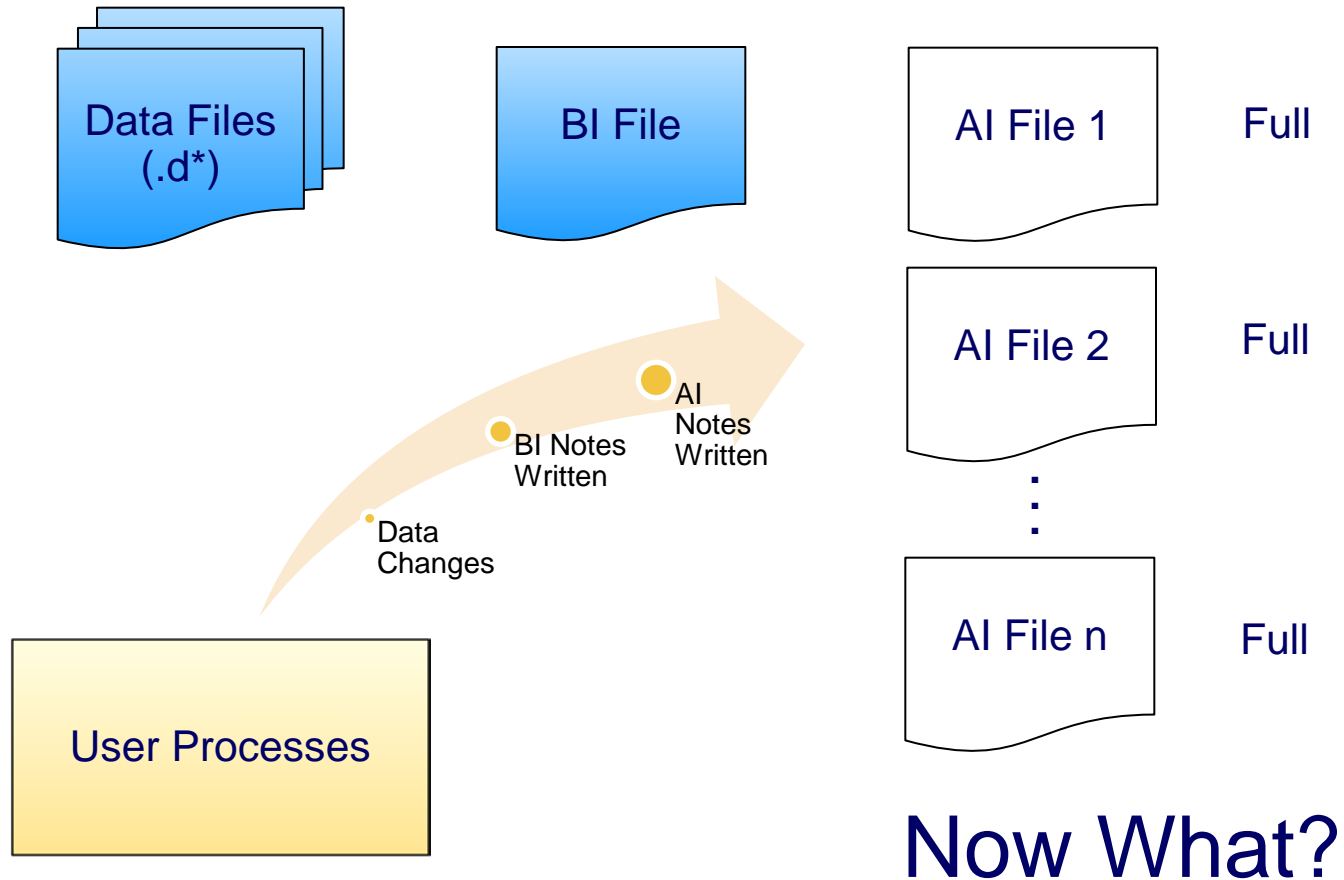 Data Files
(.d*)
BI File
AI File 1
Full
AI File 2
Full
AI
Notes
Written
BI Notes
Written
Data
Changes
AI File n
Full
User Processes
Now What?